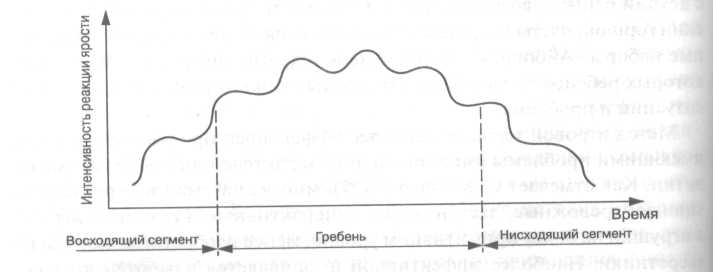 Интенсивность реакции ярости
Время
Восходящий сегмент
Гребень
Нисходящий сегмент